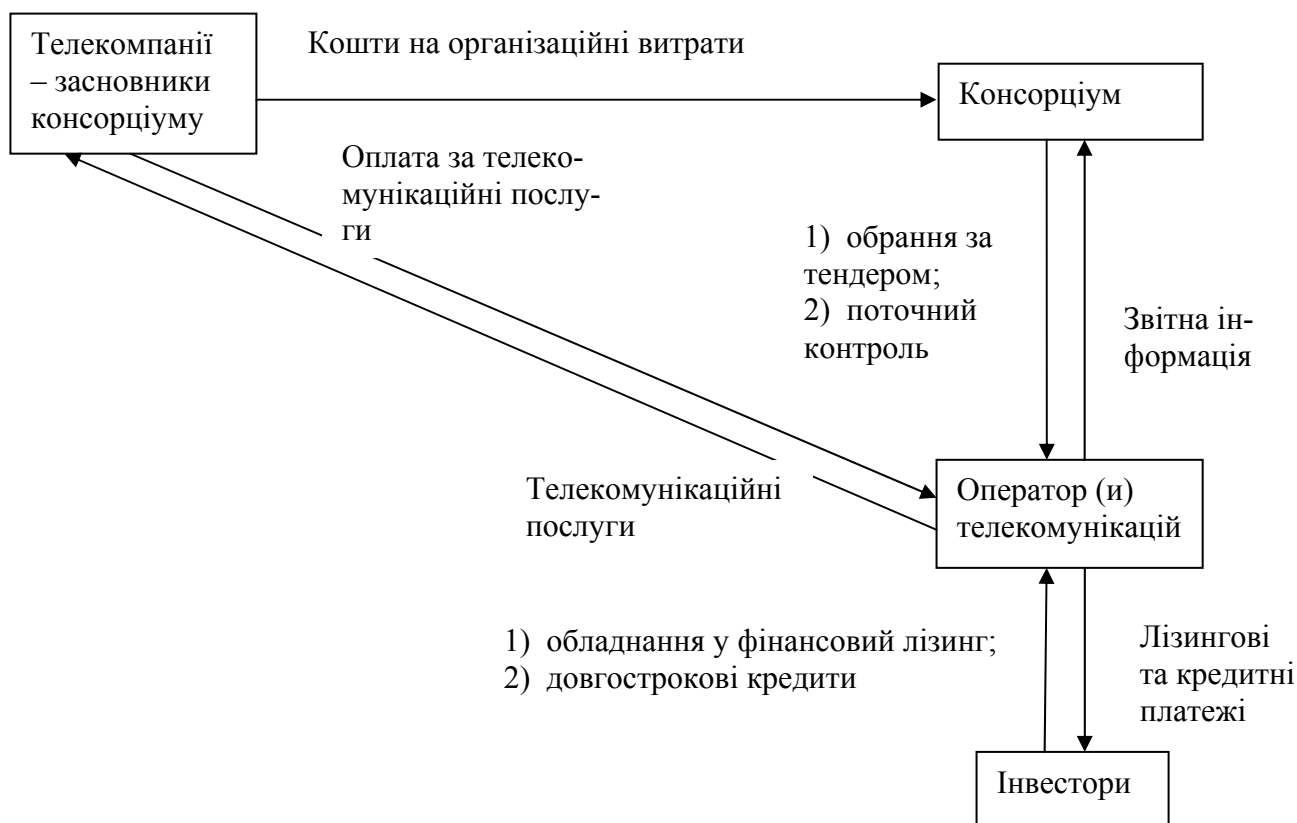 Телекомпанії
– засновники
консорціуму
Кошти на організаційні витрати
Консорціум
Оплата за телеко-
мунікаційні послу-
ги
1) обрання за
тендером;
2) поточний
контроль
Звітна ін-
формація
Телекомунікаційні
послуги
Оператор (и)
телекомунікацій
1) обладнання у фінансовий лізинг;
2) довгострокові кредити
Лізингові
та кредитні
платежі
Інвестори